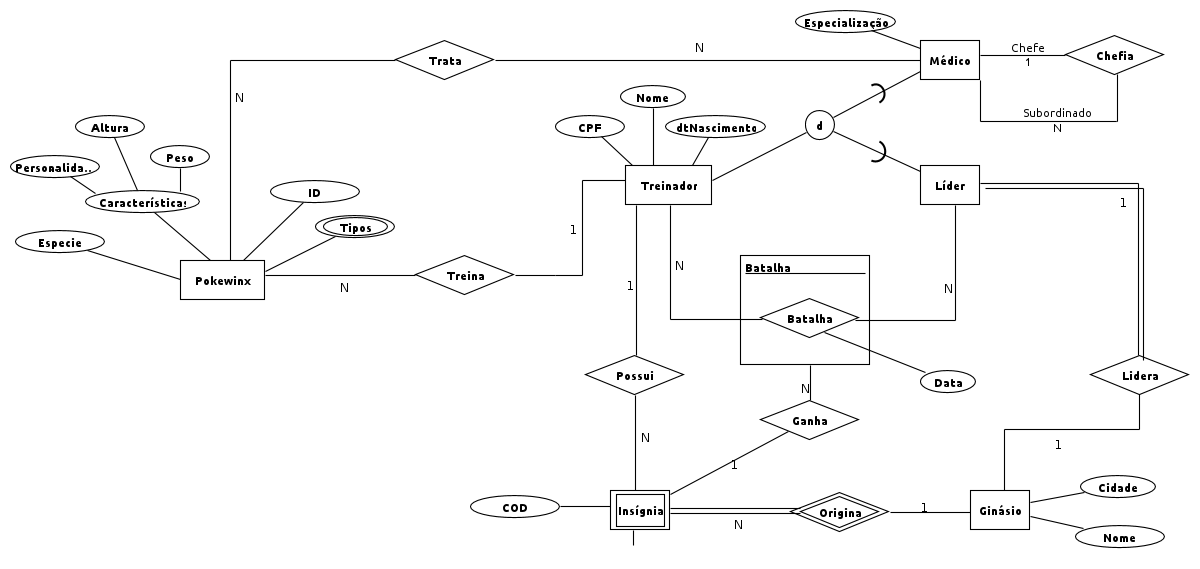 Especialização
Trata
N
Médico
Chefe
1
Chefia
N
Nome
Subordinado
N
Altura
CPF
dtNascimento
d
Personalida..
Peso
Treinador
Líder
Características
ID
1
Tipos
1
Especie
N
Batalha
Pokewinx
Treina
N
1
N
Batalha
Possui
Data
Lidera
N
Ganha
N
1
1
Cidade
COD
Insígnia
Origina
1
Ginásio
N
Nome